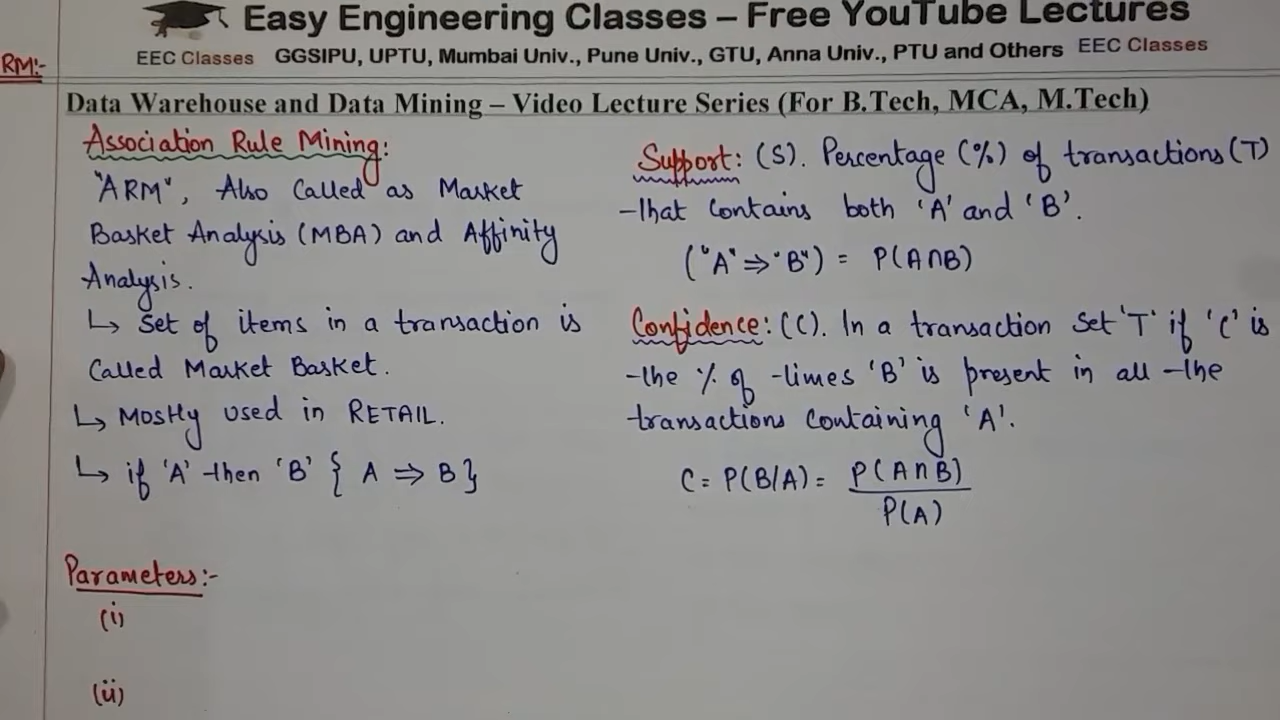 Easy Engineering Classes – Free YouTube Lectures
EEC Classes GGSIPU, UPTU, Mumbai Univ., Pune Univ., GTU, Anna Univ., PTU and Others EEC Classes
RM:-
Data Warehouse and Data Mining – Video Lecture Series (For B.Tech, MCA, M.Tech)
Association Rule Mining:
"ARM", Also Called as Market
Basket Analysis (MBA) and Affinity
Analysis.
↳ Set of items in a transaction is
Called Market Basket.
↳ Mostly used in RETAIL.
↳ if 'A' then 'B' { A ⇒ B }
Parameters:-
(i)
(ii)
Support: (S). Percentage (%) of transactions (T)
that contains both 'A' and 'B'.
("A" ⇒ "B") = P(A∩B)
Confidence: (C). In a transaction set 'T' if 'C' is
the % of times 'B' is present in all the
transactions containing 'A'.
C = P(B/A) = P(A∩B)
P(A)